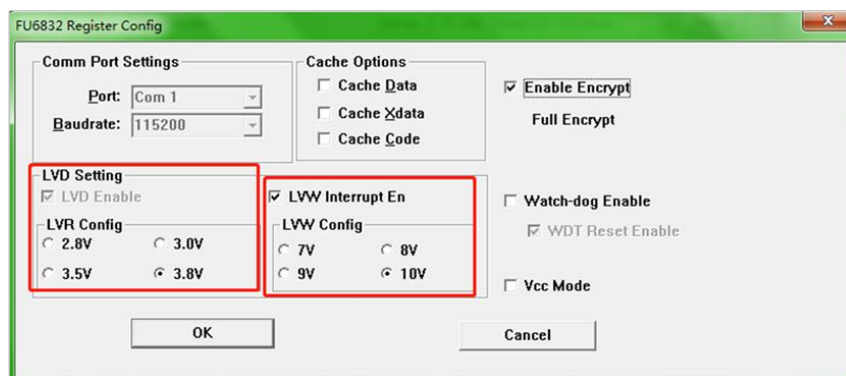 FU6832 Register Config
Comm Port Settings
Port: Com 1
Baudrate: 115200
Cache Options
Cache Data
Cache Xdata
Cache Code
Enable Encrypt
Full Encrypt
LVD Setting
LVD Enable
LVR Config
2.8V 3.0V
3.5V 3.8V
LVW Interrupt En
LVW Config
7V 8V
9V 10V
Watch-dog Enable
WDT Reset Enable
Vcc Mode
OK
Cancel